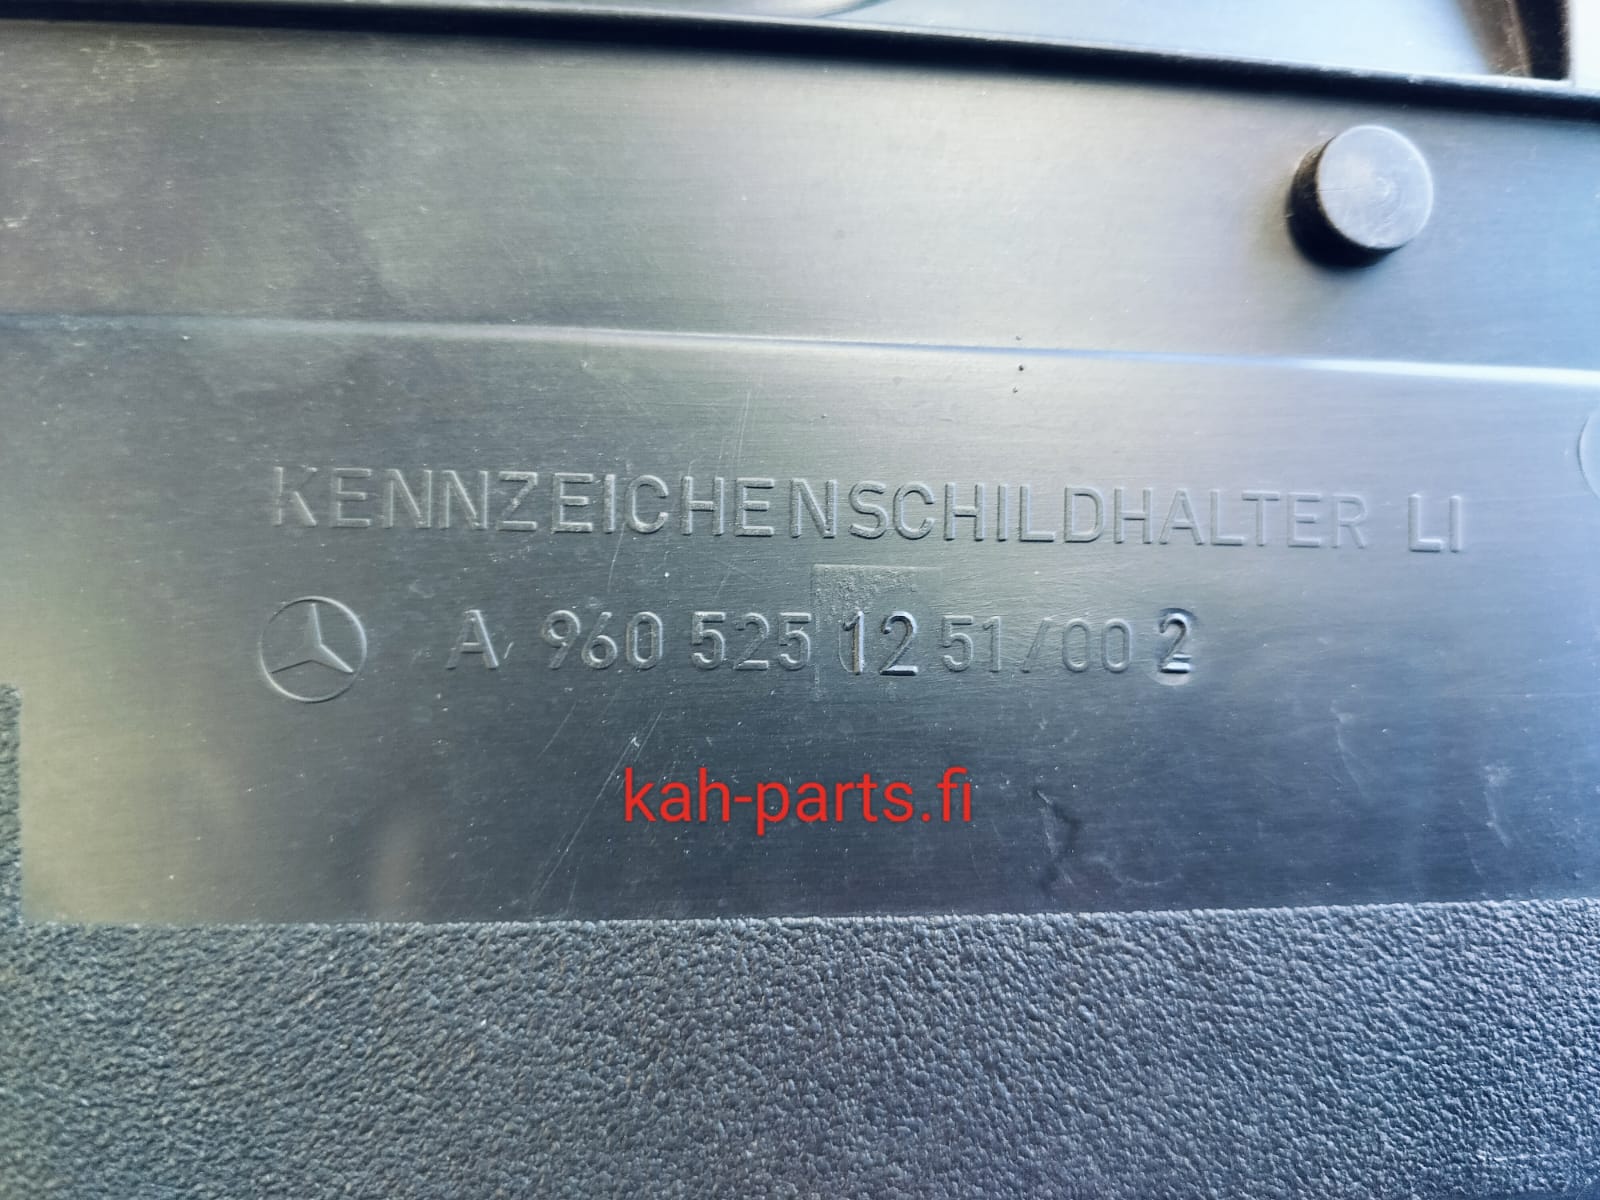 KENNZEICHENSCHILDHALTER LI
A 960 525 12 51/00 2
kah-parts.fi